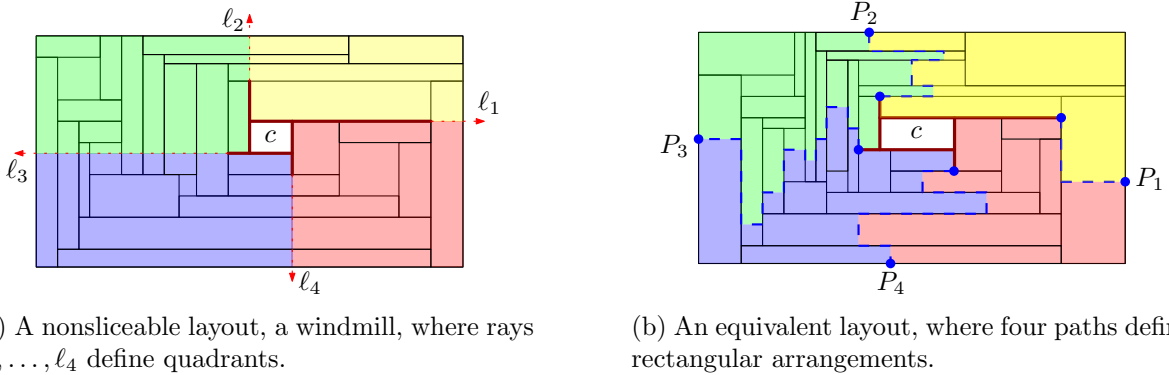 ℓ2
P2
ℓ1
c
c
ℓ3
P3
P1
ℓ4
P4
) A nonsliceable layout, a windmill, where rays
, . . . , ℓ4 define quadrants.
(b) An equivalent layout, where four paths defi
rectangular arrangements.